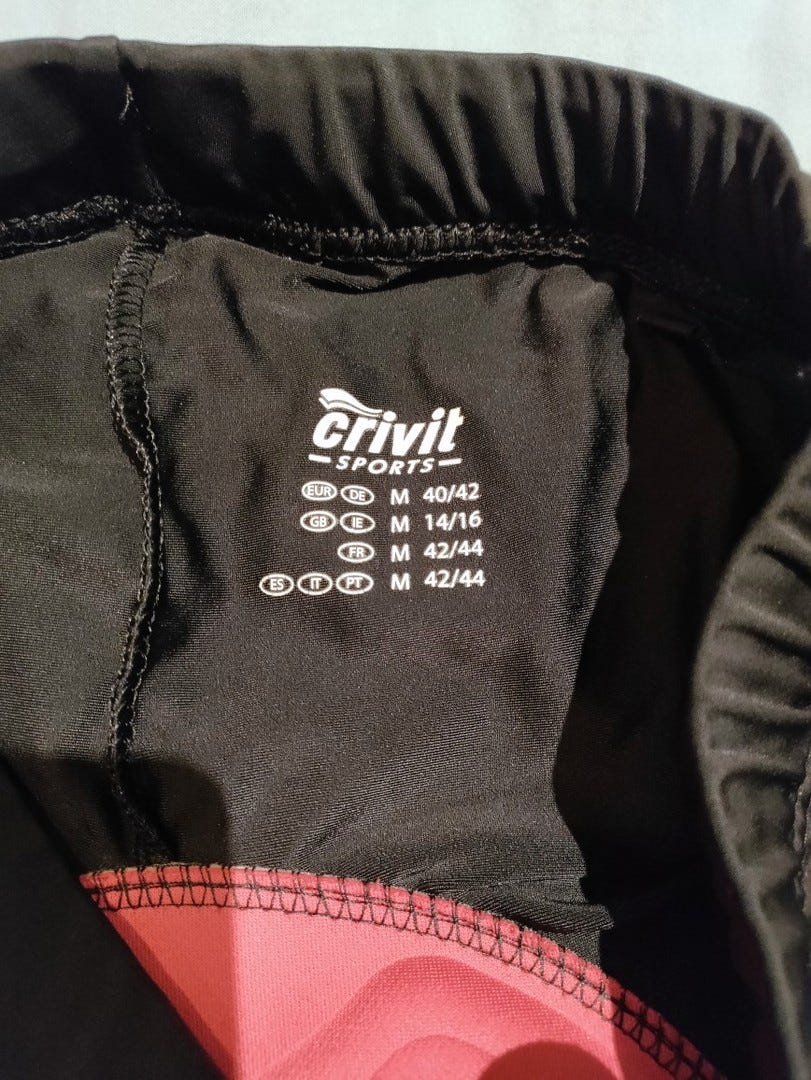 crivit
SPORTS
EUR DE M 40/42
GB IE M 14/16
FR M 42/44
ES IT PT M 42/44